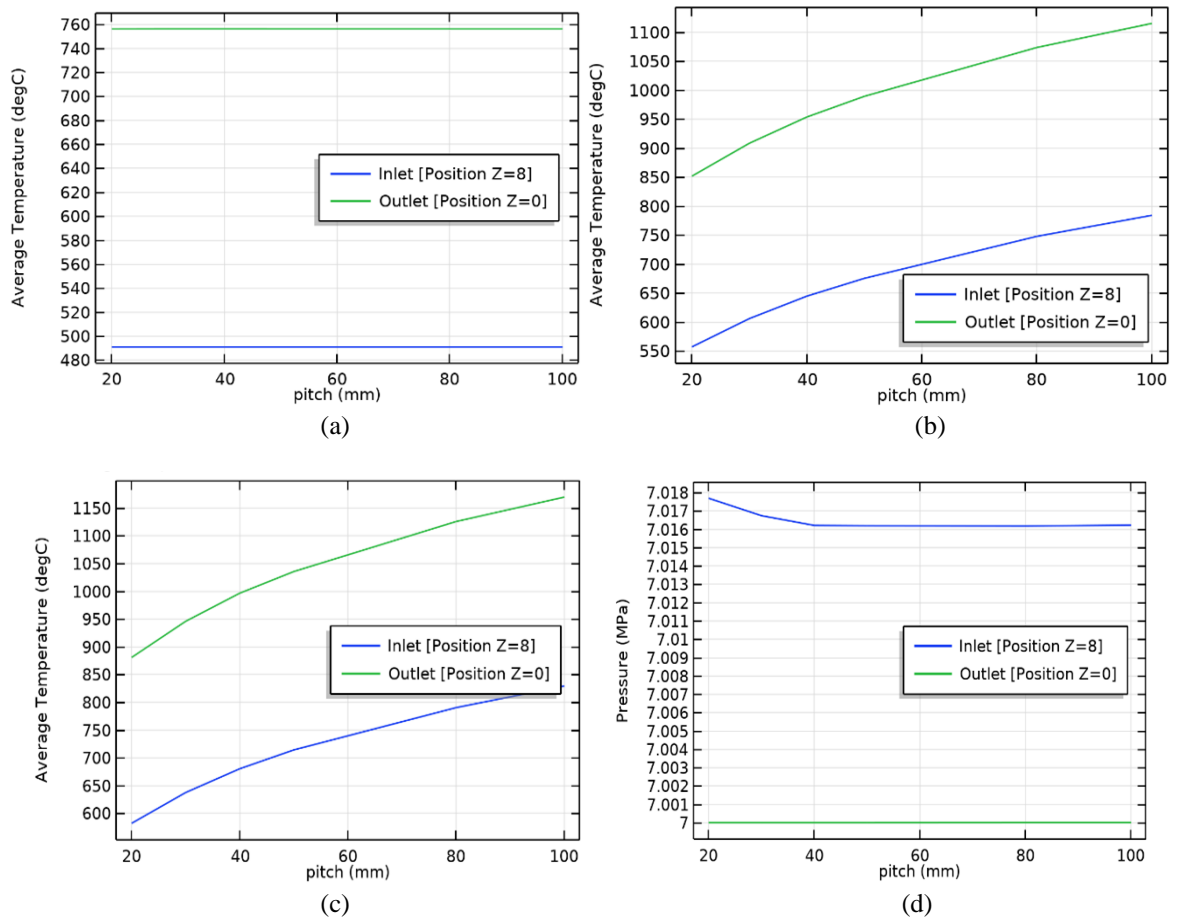 760
740
720
700
680
660
640
620
600
580
560
540
520
500
480
Average Temperature (degC)
Inlet [Position Z=8]
Outlet [Position Z=0]
20 40 60 80 100
pitch (mm)
(a)
1100
1050
1000
950
900
850
800
750
700
650
600
550
Average Temperature (degC)
Inlet [Position Z=8]
Outlet [Position Z=0]
20 40 60 80 100
pitch (mm)
(b)
1150
1100
1050
1000
950
900
850
800
750
700
650
600
Average Temperature (degC)
Inlet [Position Z=8]
Outlet [Position Z=0]
20 40 60 80 100
pitch (mm)
(c)
7.018
7.017
7.016
7.015
7.014
7.013
7.012
7.011
7.01
7.009
7.008
7.007
7.006
7.005
7.004
7.003
7.002
7.001
7
Pressure (MPa)
Inlet [Position Z=8]
Outlet [Position Z=0]
20 40 60 80 100
pitch (mm)
(d)